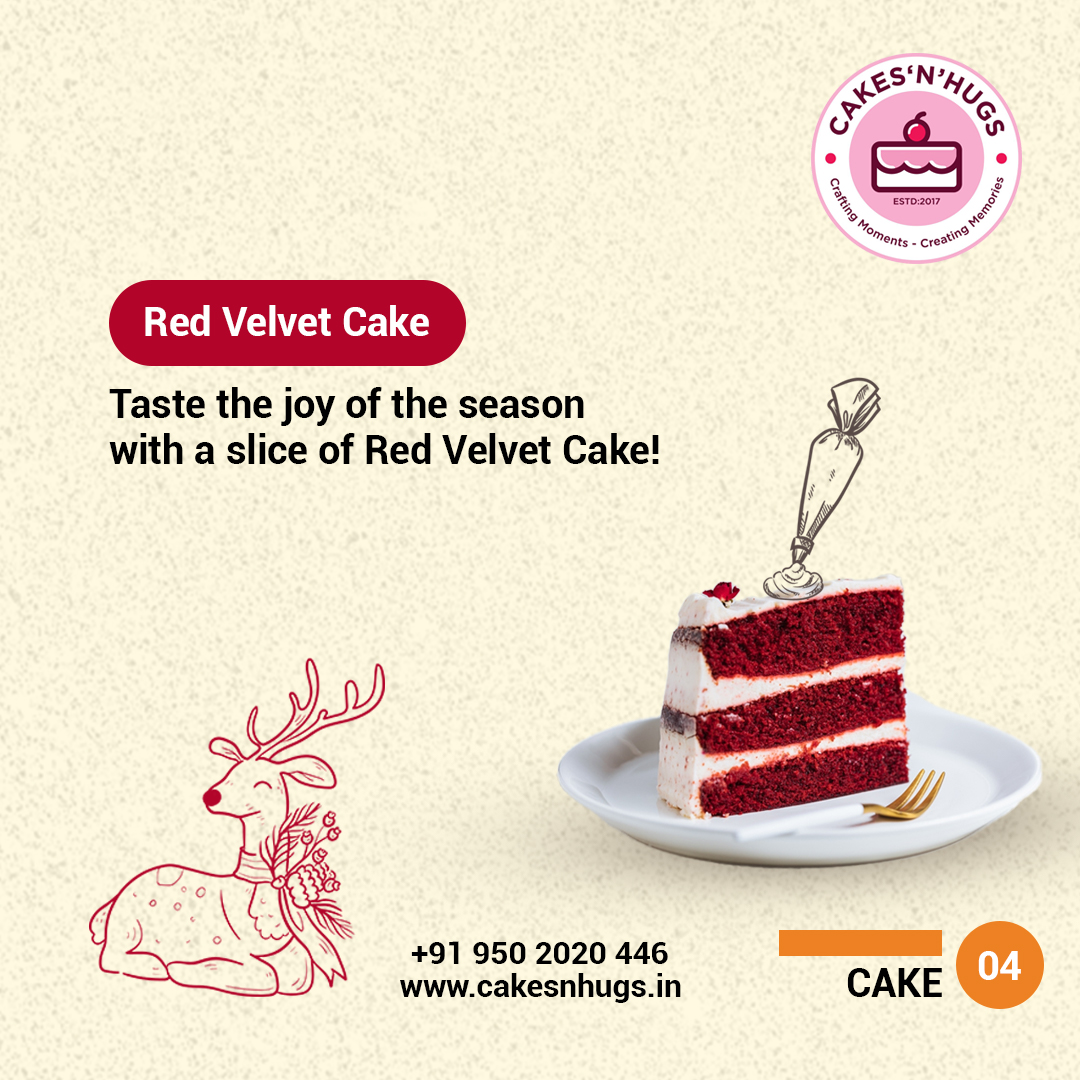 CAKES‘N’HUGS
ESTD:2017
Crafting Moments - Creating Memories
Red Velvet Cake
Taste the joy of the season
with a slice of Red Velvet Cake!
+91 950 2020 446
www.cakesnhugs.in
CAKE
04